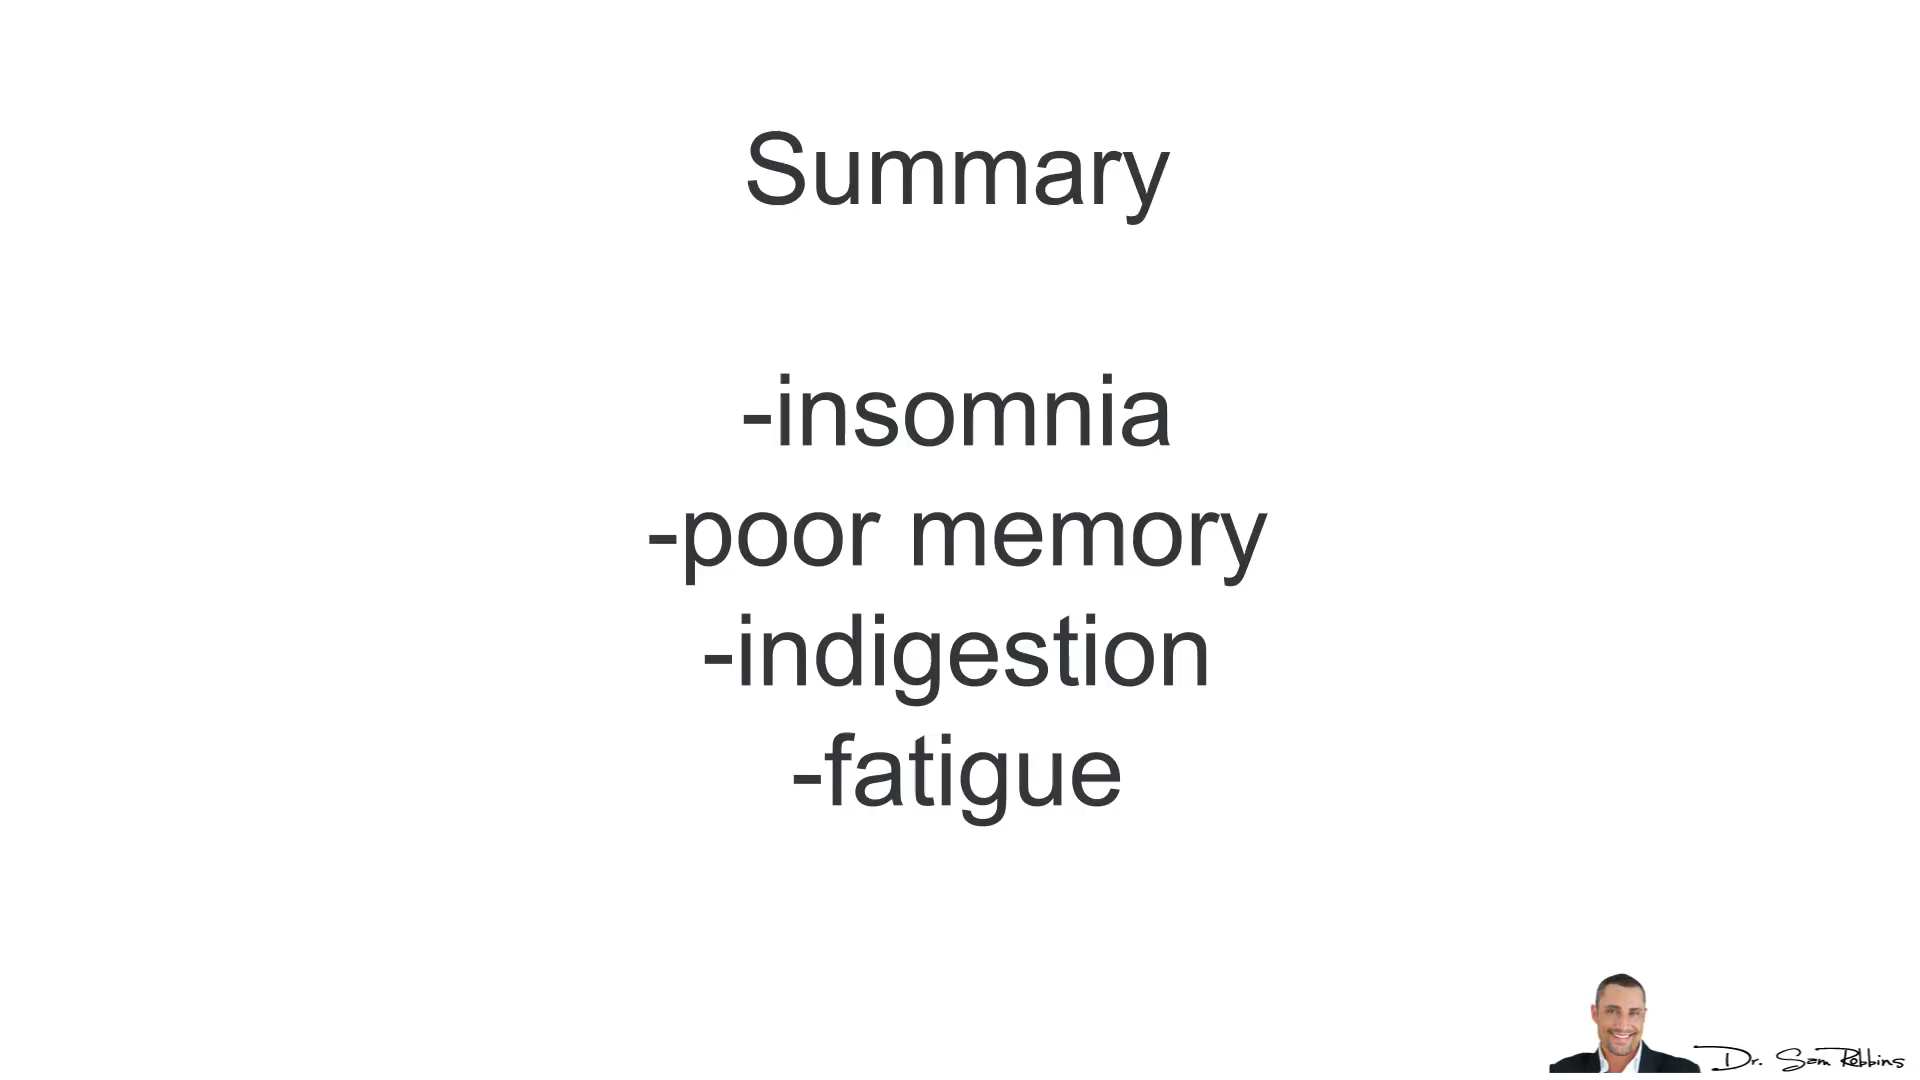 Summary
-insomnia
-poor memory
-indigestion
-fatigue
Dr. Sam Robbins